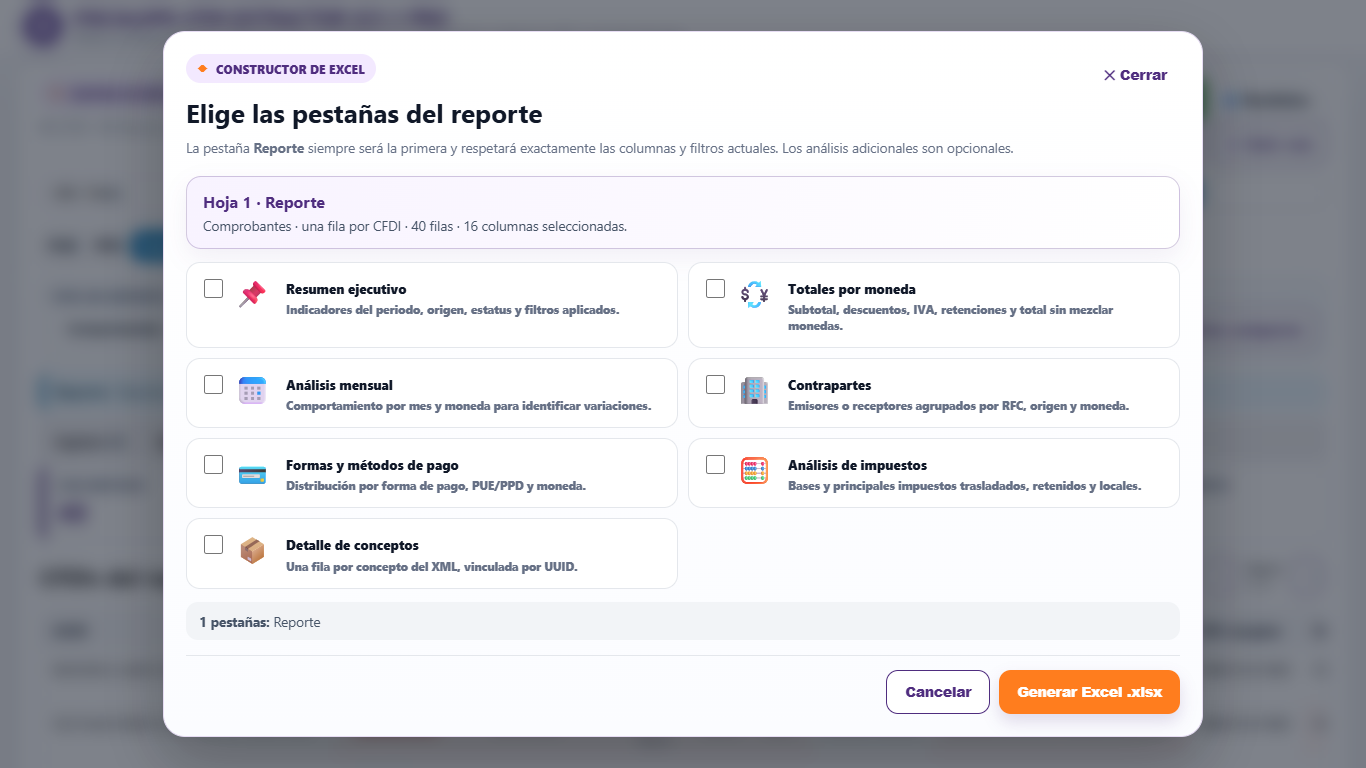 CONSTRUCTOR DE EXCEL
Cerrar
Elige las pestañas del reporte
La pestaña Reporte siempre será la primera y respetará exactamente las columnas y filtros actuales. Los análisis adicionales son opcionales.
Hoja 1 · Reporte
Comprobantes · una fila por CFDI · 40 filas · 16 columnas seleccionadas.
Resumen ejecutivo
Indicadores del periodo, origen, estatus y filtros aplicados.
Totales por moneda
Subtotal, descuentos, IVA, retenciones y total sin mezclar
monedas.
Análisis mensual
Comportamiento por mes y moneda para identificar variaciones.
Contrapartes
Emisores o receptores agrupados por RFC, origen y moneda.
Formas y métodos de pago
Distribución por forma de pago, PUE/PPD y moneda.
Análisis de impuestos
Bases y principales impuestos trasladados, retenidos y locales.
Detalle de conceptos
Una fila por concepto del XML, vinculada por UUID.
1 pestañas: Reporte
Cancelar
Generar Excel .xlsx